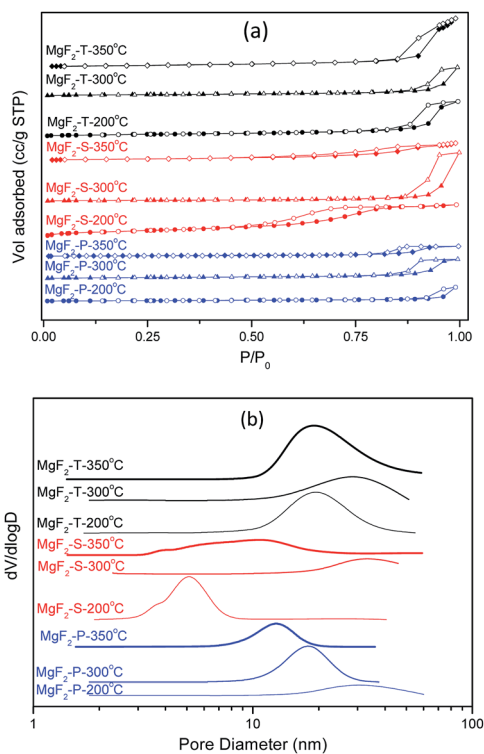 (a)
Vol adsorbed (cc/g STP)
MgF₂-T-350°C
MgF₂-T-300°C
MgF₂-T-200°C
MgF₂-S-350°C
MgF₂-S-300°C
MgF₂-S-200°C
MgF₂-P-350°C
MgF₂-P-300°C
MgF₂-P-200°C
0.00 0.25 0.50 0.75 1.00
P/P₀
(b)
dV/dlogD
MgF₂-T-350°C
MgF₂-T-300°C
MgF₂-T-200°C
MgF₂-S-350°C
MgF₂-S-300°C
MgF₂-S-200°C
MgF₂-P-350°C
MgF₂-P-300°C
MgF₂-P-200°C
1 10 100
Pore Diameter (nm)